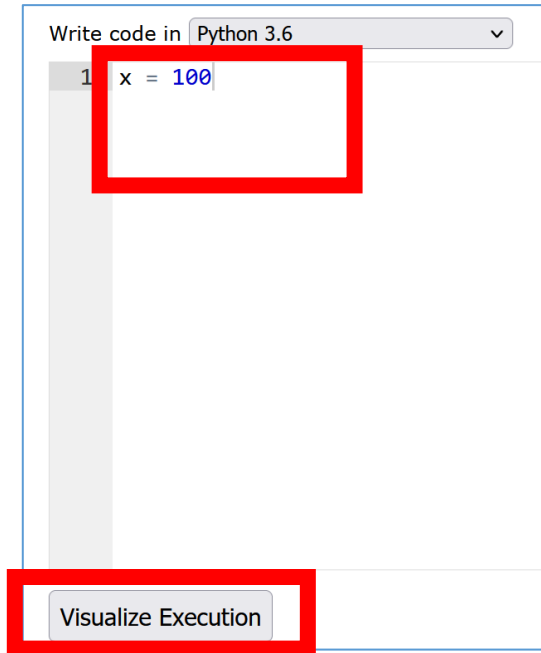 Write code in Python 3.6
1 x = 100
Visualize Execution